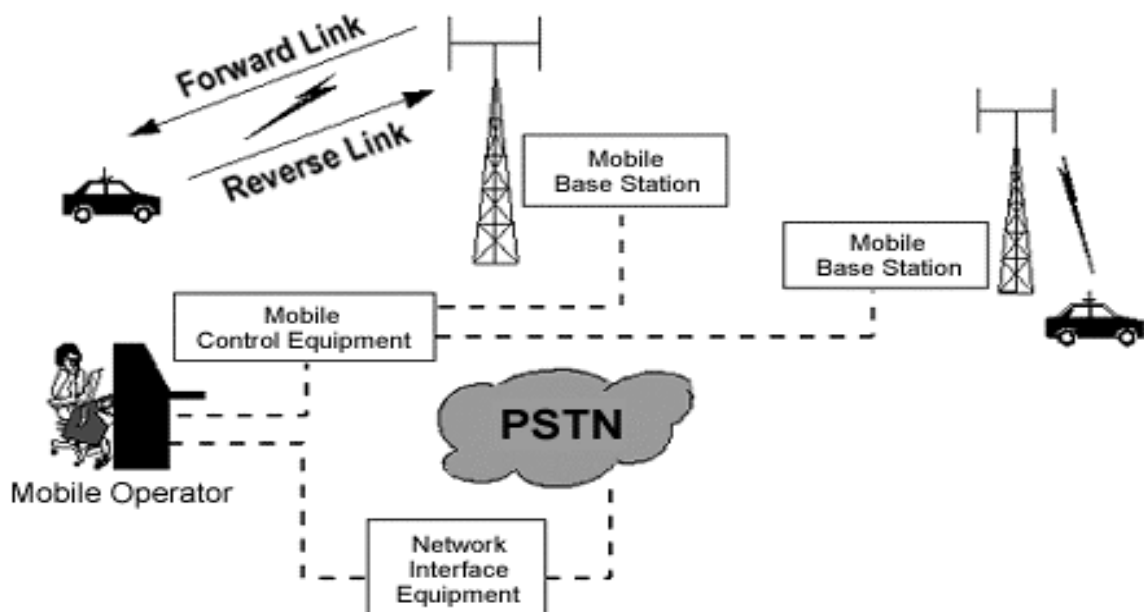 Forward Link
Reverse Link
Mobile
Base Station
Mobile
Base Station
Mobile
Control Equipment
PSTN
Mobile Operator
Network
Interface
Equipment